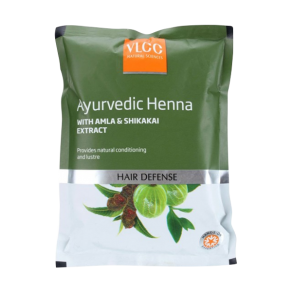 VLCC
Ayurvedic Henna
WITH AMLA & SHIKAKAI
EXTRACT
Provides natural conditioning
and lustre
HAIR DEFENSE